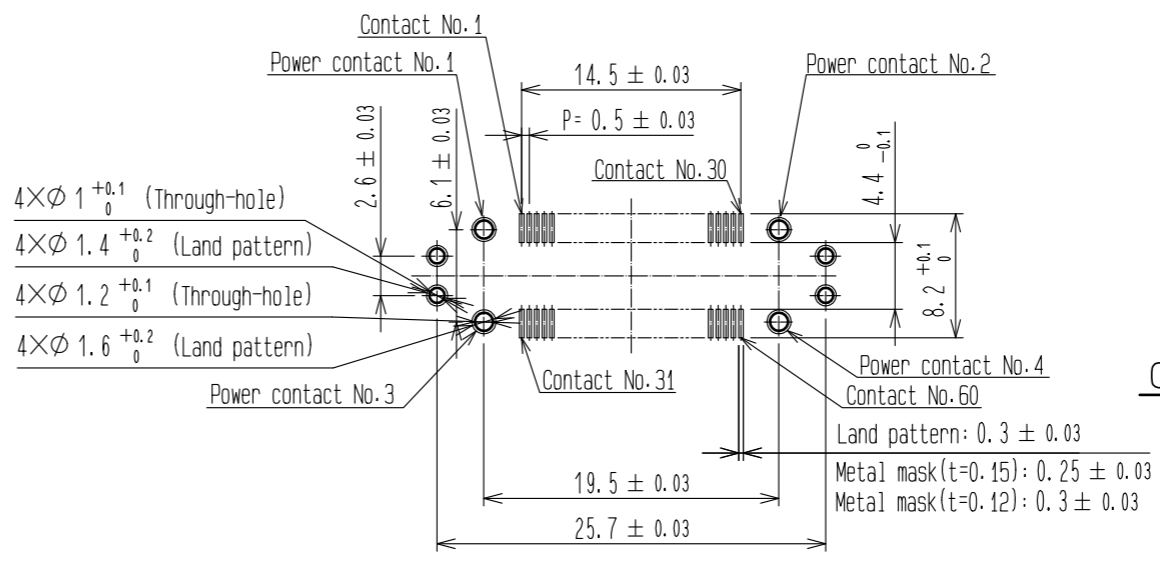 Contact No.1
Power contact No.1
14.5 ± 0.03
Power contact No.2
P= 0.5 ± 0.03
2.6 ± 0.03
6.1 ± 0.03
Contact No.30
4.4 0 -0.1
4×Ø 1 +0.1 0 (Through-hole)
4×Ø 1.4 +0.2 0 (Land pattern)
4×Ø 1.2 +0.1 0 (Through-hole)
4×Ø 1.6 +0.2 0 (Land pattern)
8.2 +0.1 0
Power contact No.3
Contact No.31
Power contact No.4
Contact No.60
Land pattern: 0.3 ± 0.03
Metal mask(t=0.15): 0.25 ± 0.03
Metal mask(t=0.12): 0.3 ± 0.03
19.5 ± 0.03
25.7 ± 0.03